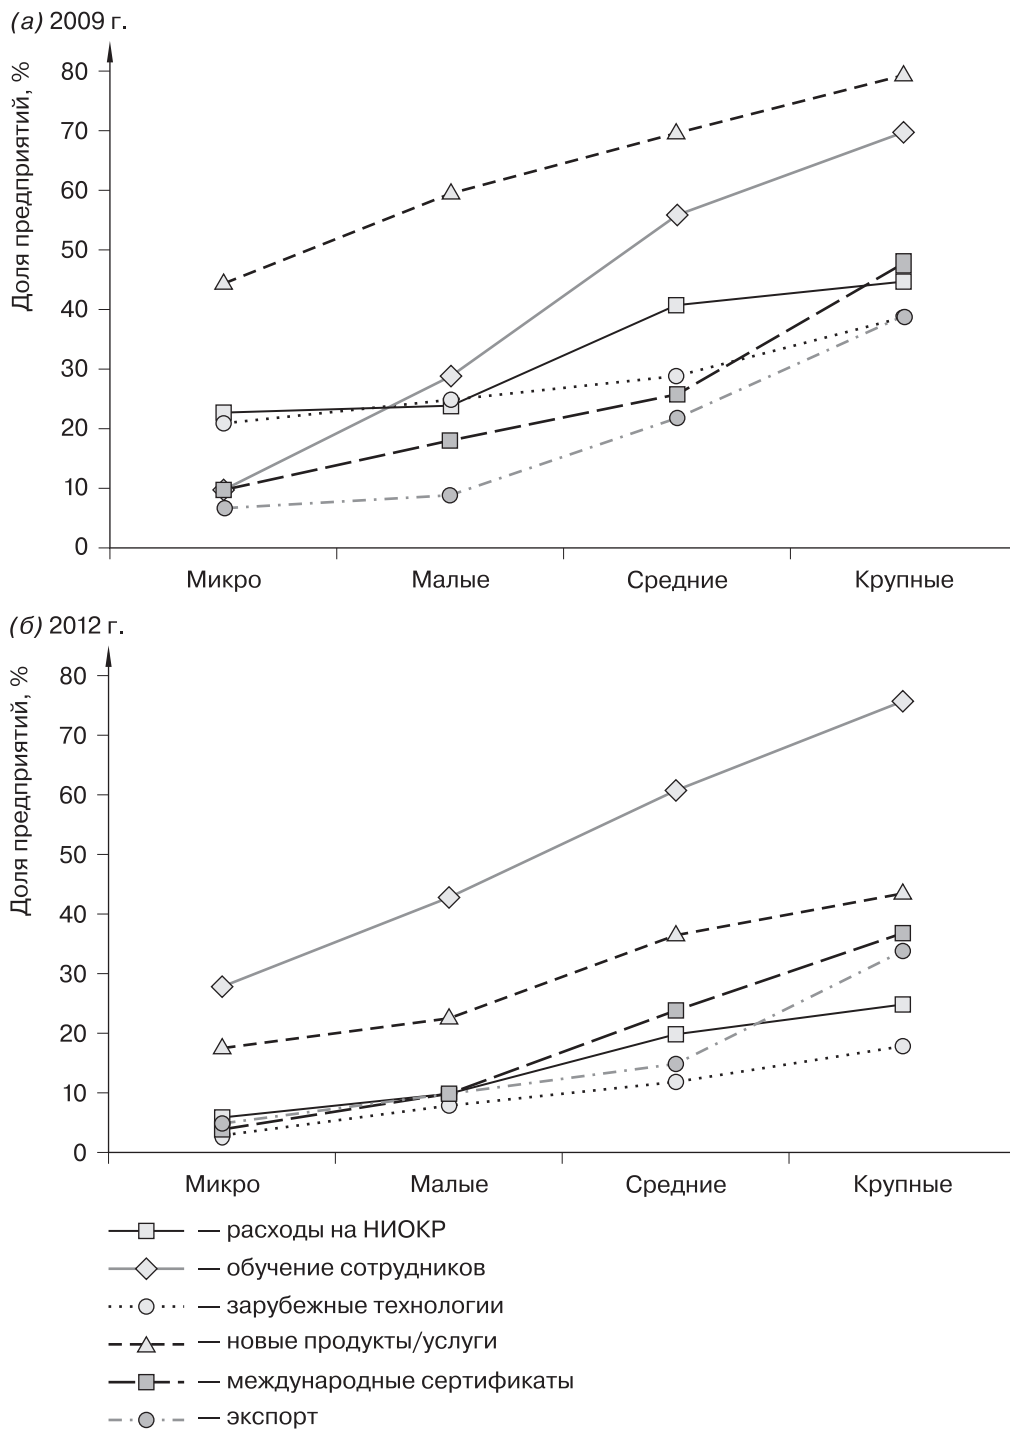 (а) 2009 г.
Доля предприятий, %
80
70
60
50
40
30
20
10
0
Микро Малые Средние Крупные
(б) 2012 г.
Доля предприятий, %
80
70
60
50
40
30
20
10
0
Микро Малые Средние Крупные
— расходы на НИОКР
— обучение сотрудников
— зарубежные технологии
— новые продукты/услуги
— международные сертификаты
— экспорт